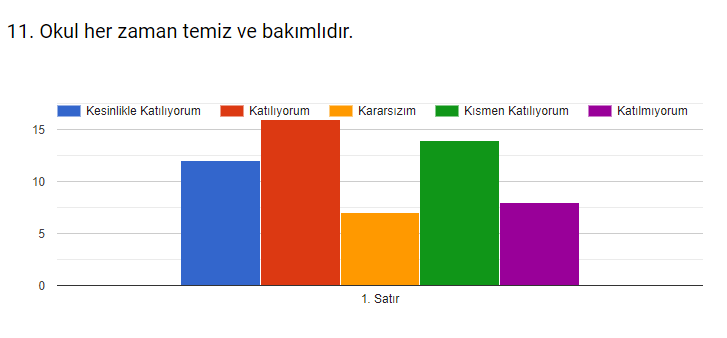 11. Okul her zaman temiz ve bakımlıdır.
Kesinlikle Katılıyorum Katılıyorum Kararsızım Kısmen Katılıyorum Katılmıyorum
15
10
5
0
1. Satır